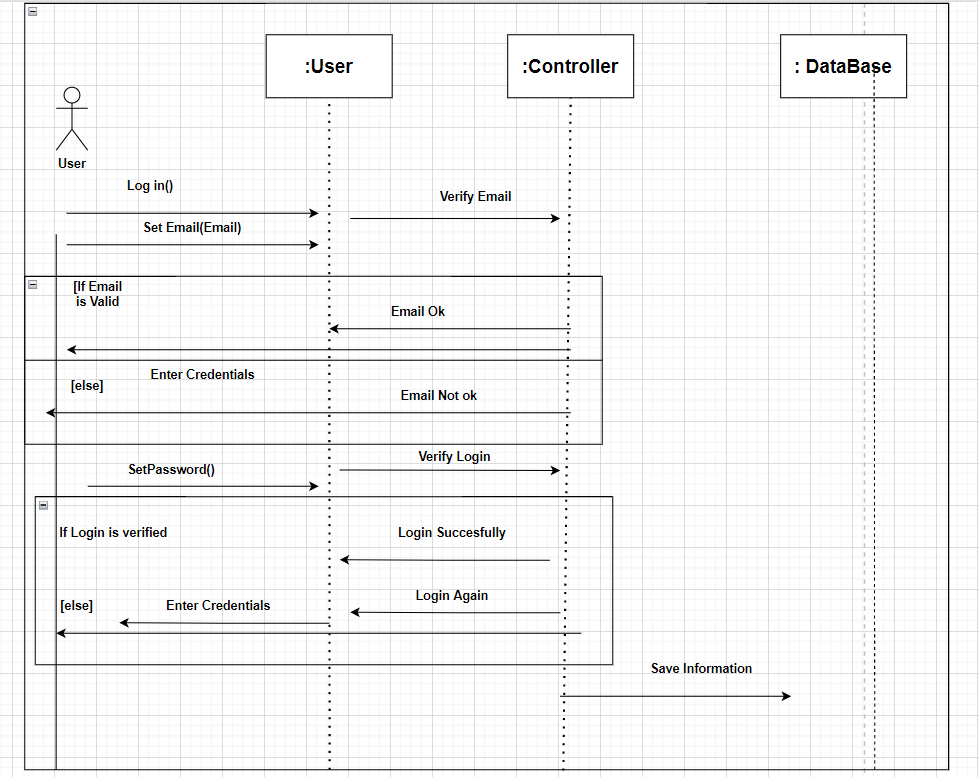 :User
:Controller
: DataBase
User
Log in()
Verify Email
Set Email(Email)
[If Email
is Valid
Email Ok
Enter Credentials
[else]
Email Not ok
Verify Login
SetPassword()
If Login is verified
Login Succesfully
Login Again
[else]
Enter Credentials
Save Information